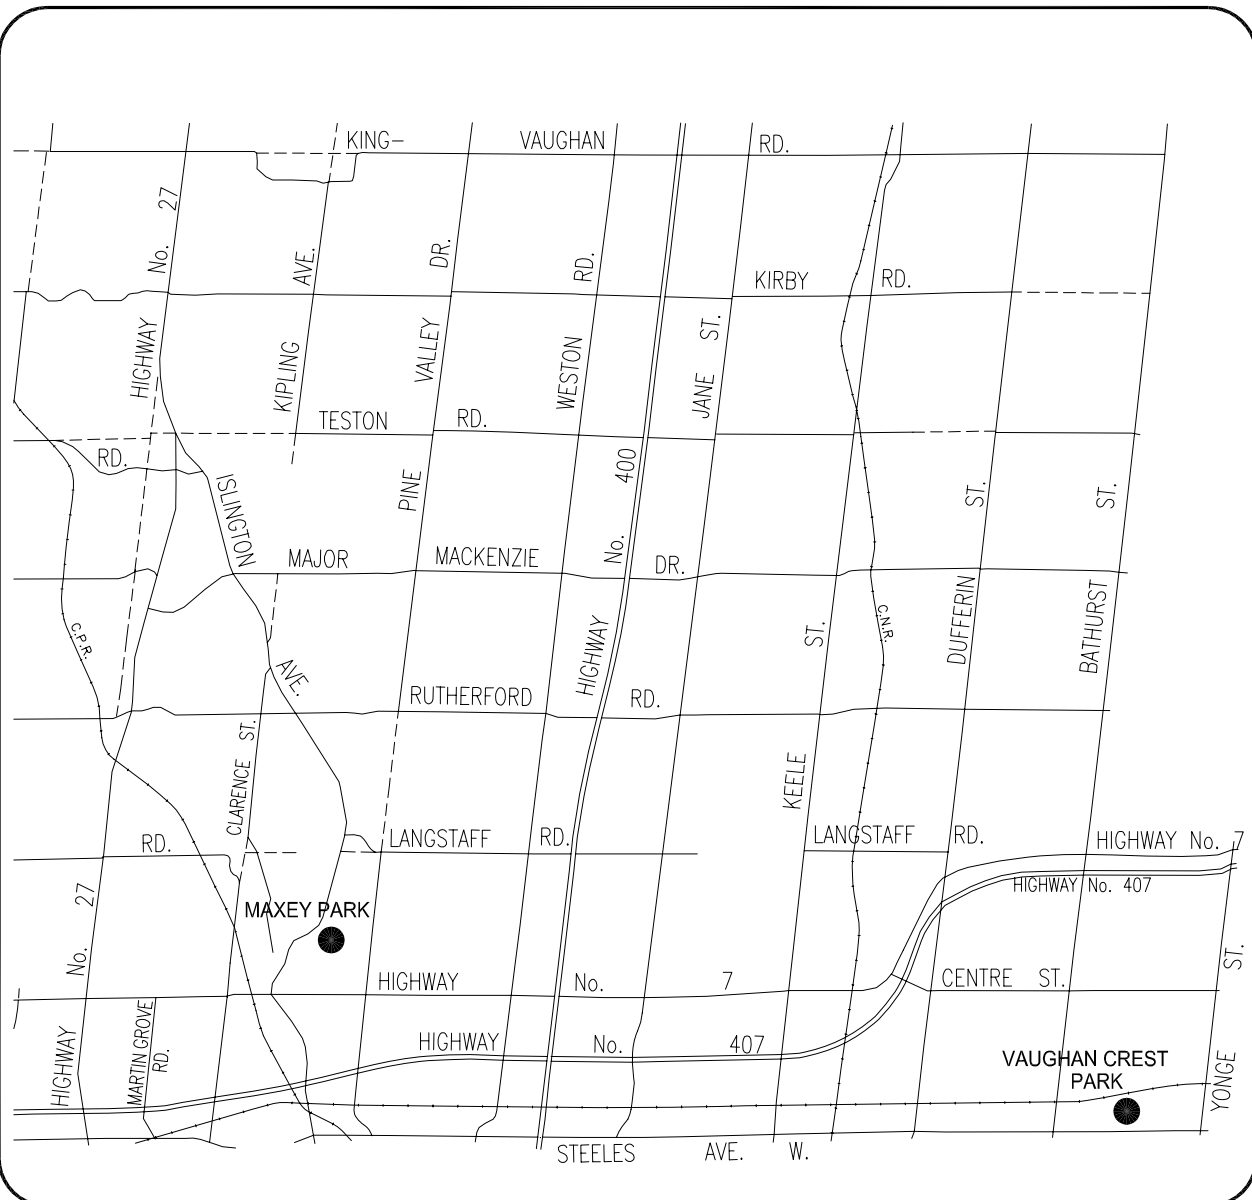 KING–
VAUGHAN
RD.
HIGHWAY No. 27
KIPLING AVE.
PINE VALLEY DR.
WESTON RD.
KIRBY RD.
JANE ST.
TESTON RD.
RD.
ISLINGTON AVE.
HIGHWAY No. 400
MAJOR MACKENZIE DR.
C.P.R.
C.N.R.
DUFFERIN ST.
BATHURST ST.
KEELE ST.
RUTHERFORD RD.
CLARENCE ST.
RD.
LANGSTAFF RD.
LANGSTAFF RD.
HIGHWAY No. 7
HIGHWAY No. 407
MAXEY PARK
HIGHWAY No. 27
HIGHWAY No. 7
CENTRE ST.
MARTIN GROVE
RD.
HIGHWAY No. 407
VAUGHAN CREST
PARK
YONGE ST.
STEELES AVE. W.